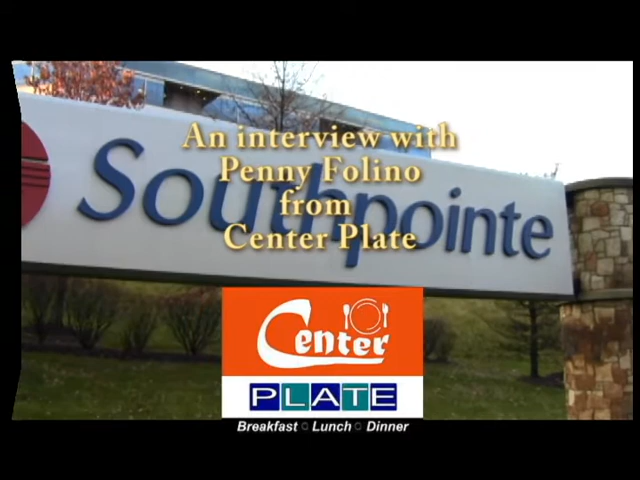 An interview with
Penny Folino
from
Center Plate
Southpointe
Center
PLATE
Breakfast Lunch Dinner